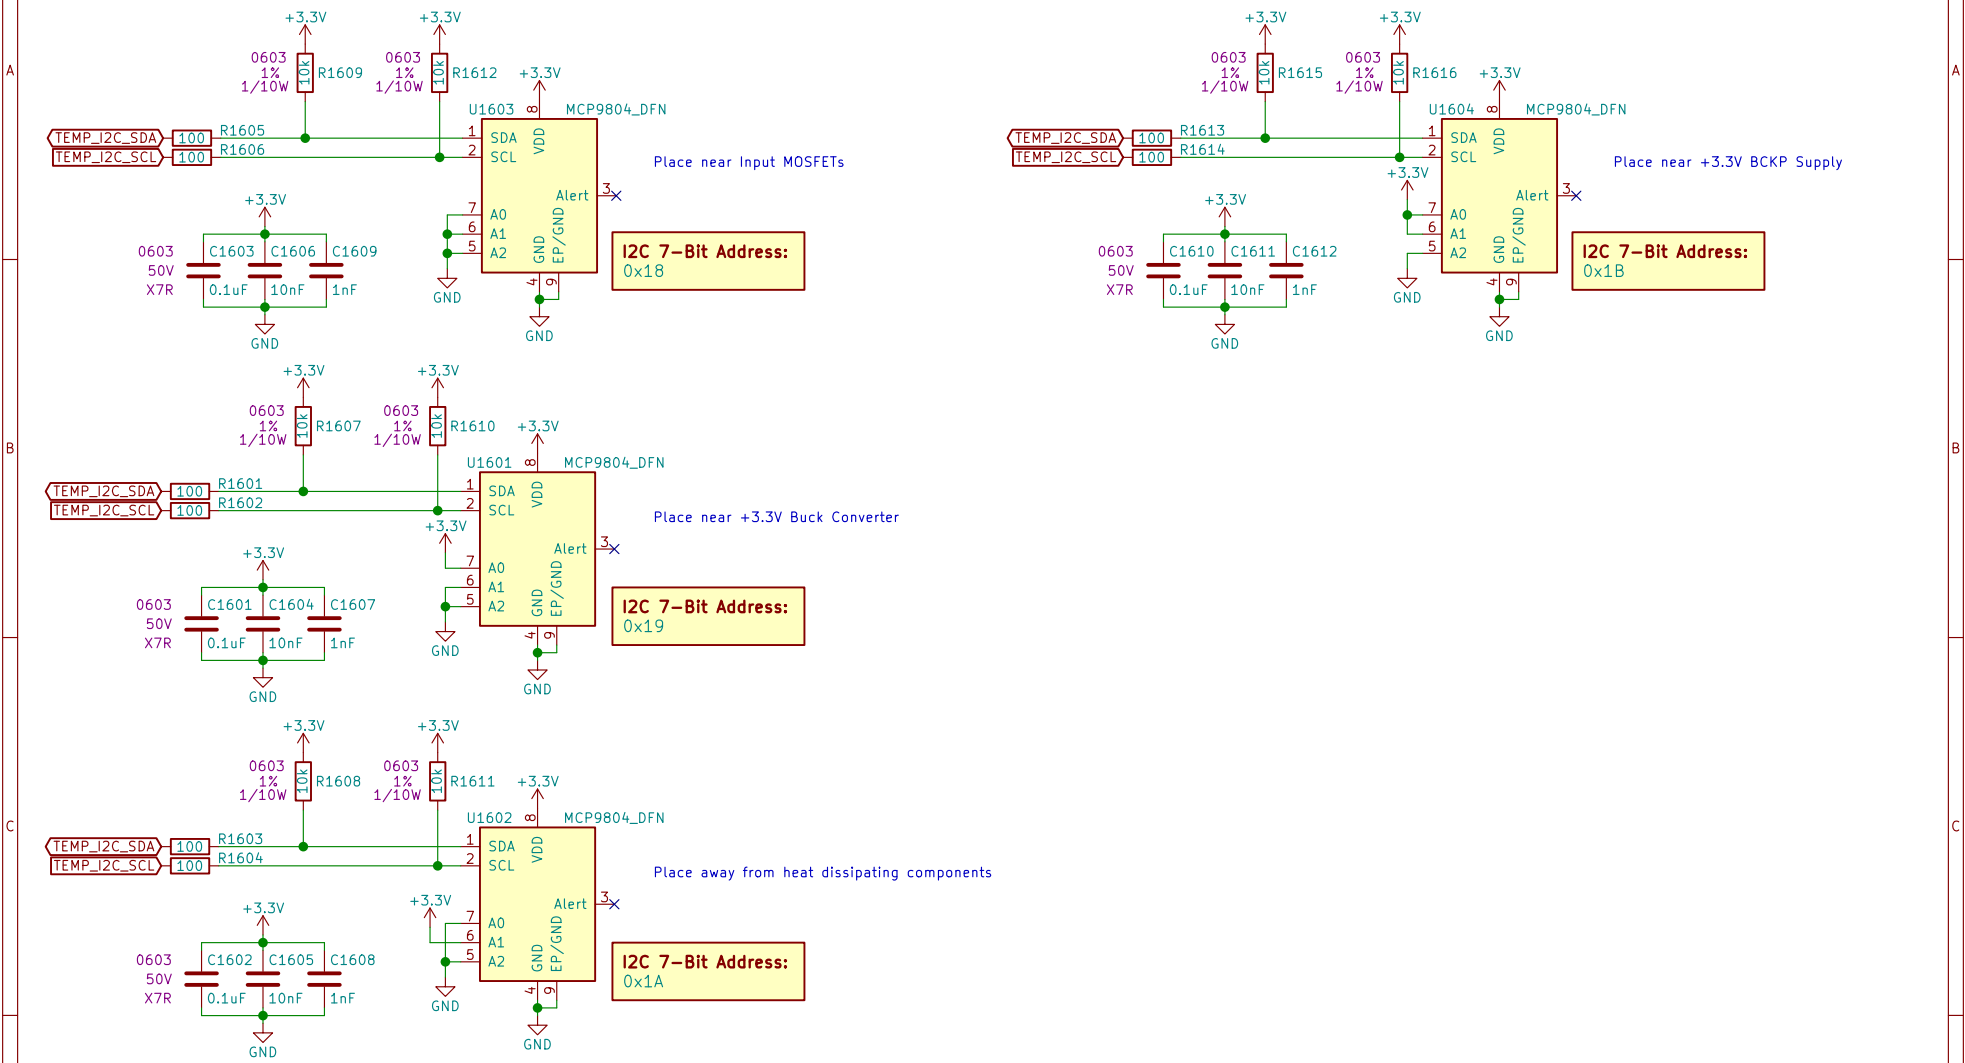 +3.3V
+3.3V
0603
1%
1/10W
10k
R1609
0603
1%
1/10W
10k
R1612
+3.3V
U1603
8
MCP9804_DFN
TEMP_I2C_SDA
100
R1605
1
SDA
VDD
TEMP_I2C_SCL
100
R1606
2
SCL
Place near Input MOSFETs
Alert
3
+3.3V
7
A0
6
A1
5
A2
GND
EP/GND
4
9
GND
GND
0603
50V
X7R
C1603
C1606
C1609
0.1uF
10nF
1nF
GND
I2C 7-Bit Address:
0x18
+3.3V
+3.3V
0603
1%
1/10W
10k
R1615
0603
1%
1/10W
10k
R1616
+3.3V
U1604
8
MCP9804_DFN
TEMP_I2C_SDA
100
R1613
1
SDA
VDD
TEMP_I2C_SCL
100
R1614
2
SCL
Place near +3.3V BCKP Supply
+3.3V
Alert
3
+3.3V
7
A0
6
A1
5
A2
GND
EP/GND
4
9
GND
GND
0603
50V
X7R
C1610
C1611
C1612
0.1uF
10nF
1nF
GND
I2C 7-Bit Address:
0x1B
+3.3V
+3.3V
0603
1%
1/10W
10k
R1607
0603
1%
1/10W
10k
R1610
+3.3V
U1601
8
MCP9804_DFN
TEMP_I2C_SDA
100
R1601
1
SDA
VDD
TEMP_I2C_SCL
100
R1602
2
SCL
Place near +3.3V Buck Converter
+3.3V
Alert
3
+3.3V
7
A0
6
A1
5
A2
GND
EP/GND
4
9
GND
GND
0603
50V
X7R
C1601
C1604
C1607
0.1uF
10nF
1nF
GND
I2C 7-Bit Address:
0x19
+3.3V
+3.3V
0603
1%
1/10W
10k
R1608
0603
1%
1/10W
10k
R1611
+3.3V
U1602
8
MCP9804_DFN
TEMP_I2C_SDA
100
R1603
1
SDA
VDD
TEMP_I2C_SCL
100
R1604
2
SCL
Place away from heat dissipating components
+3.3V
Alert
3
+3.3V
7
A0
6
A1
5
A2
GND
EP/GND
4
9
GND
GND
0603
50V
X7R
C1602
C1605
C1608
0.1uF
10nF
1nF
GND
I2C 7-Bit Address:
0x1A
A
B
C
A
B
C